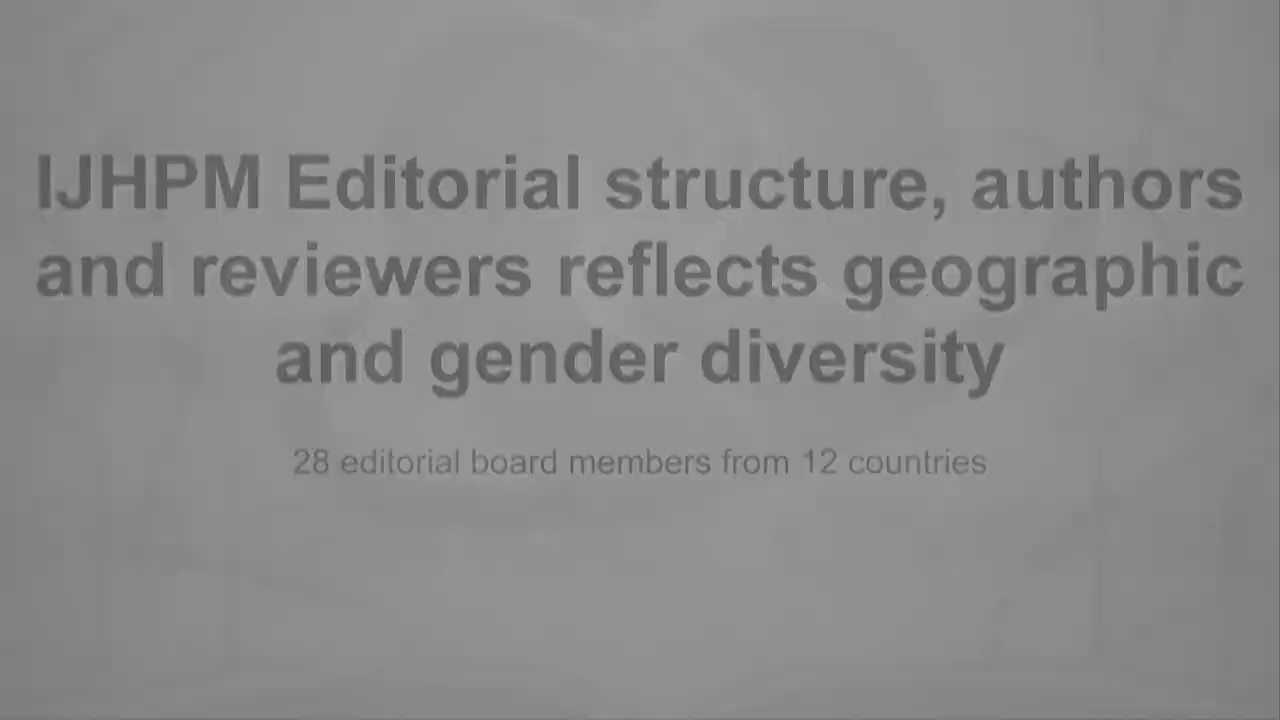 IJHPM Editorial structure, authors
and reviewers reflects geographic
and gender diversity
28 editorial board members from 12 countries